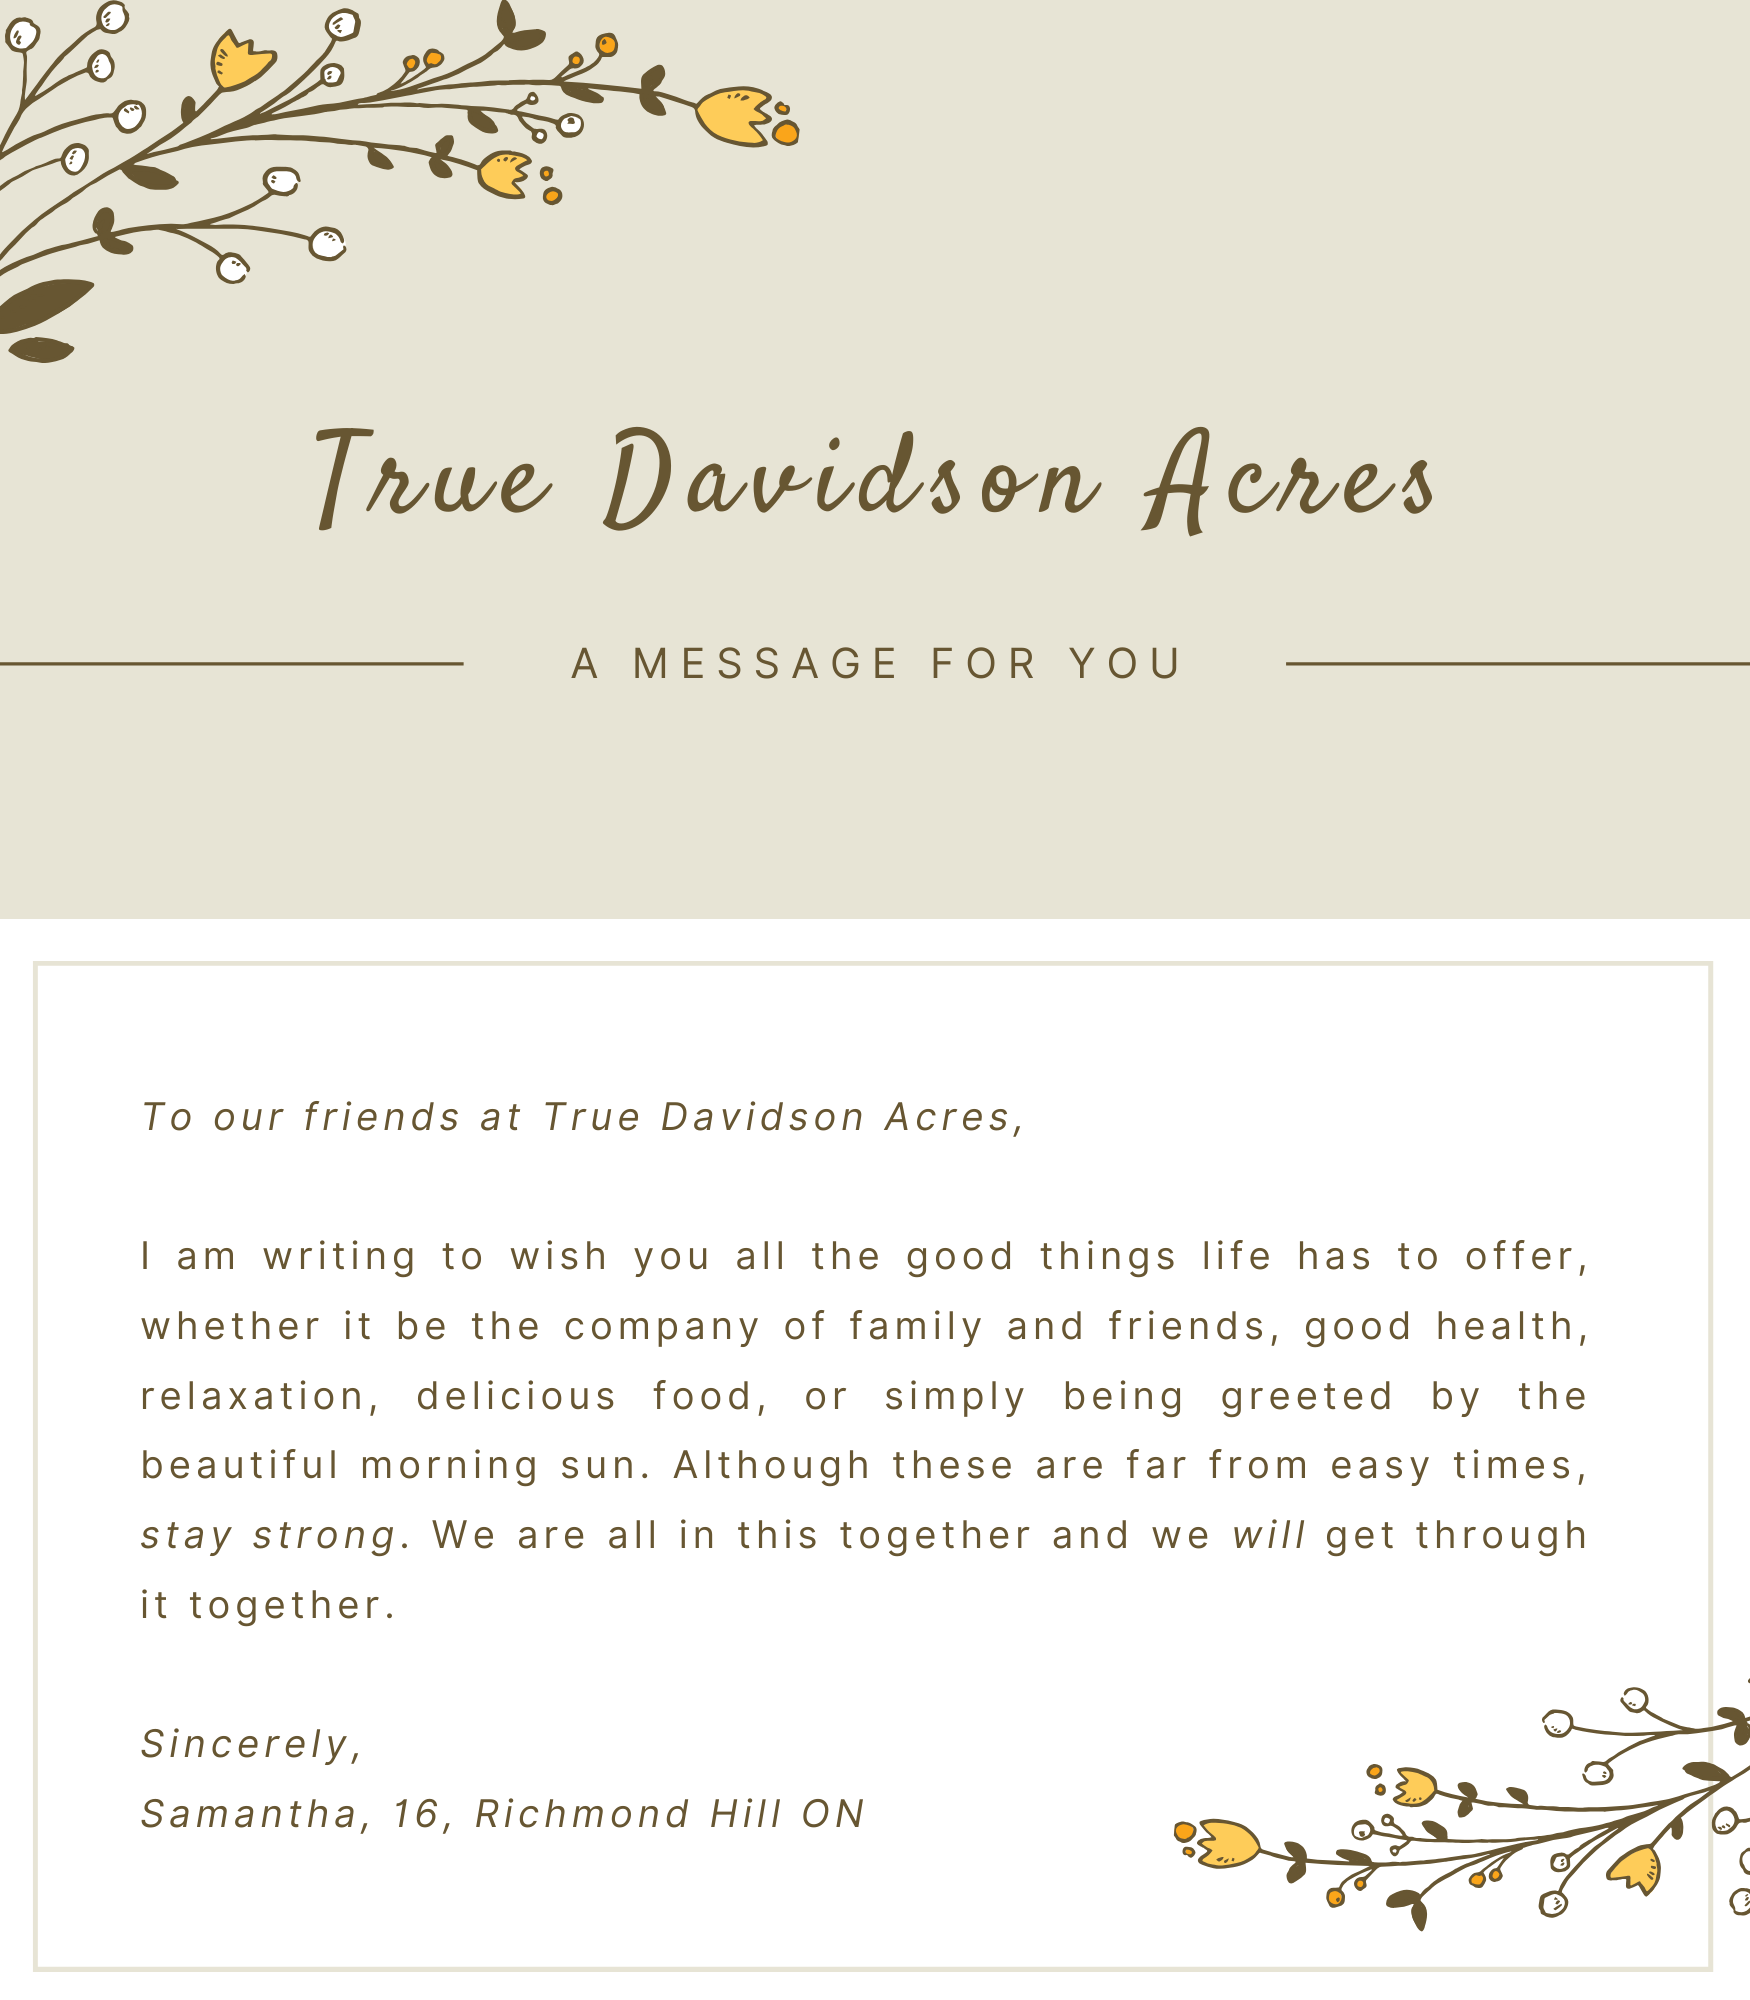 True Davidson Acres
A MESSAGE FOR YOU
To our friends at True Davidson Acres,
I am writing to wish you all the good things life has to offer,
whether it be the company of family and friends, good health,
relaxation, delicious food, or simply being greeted by the
beautiful morning sun. Although these are far from easy times,
stay strong. We are all in this together and we will get through
it together.
Sincerely,
Samantha, 16, Richmond Hill ON